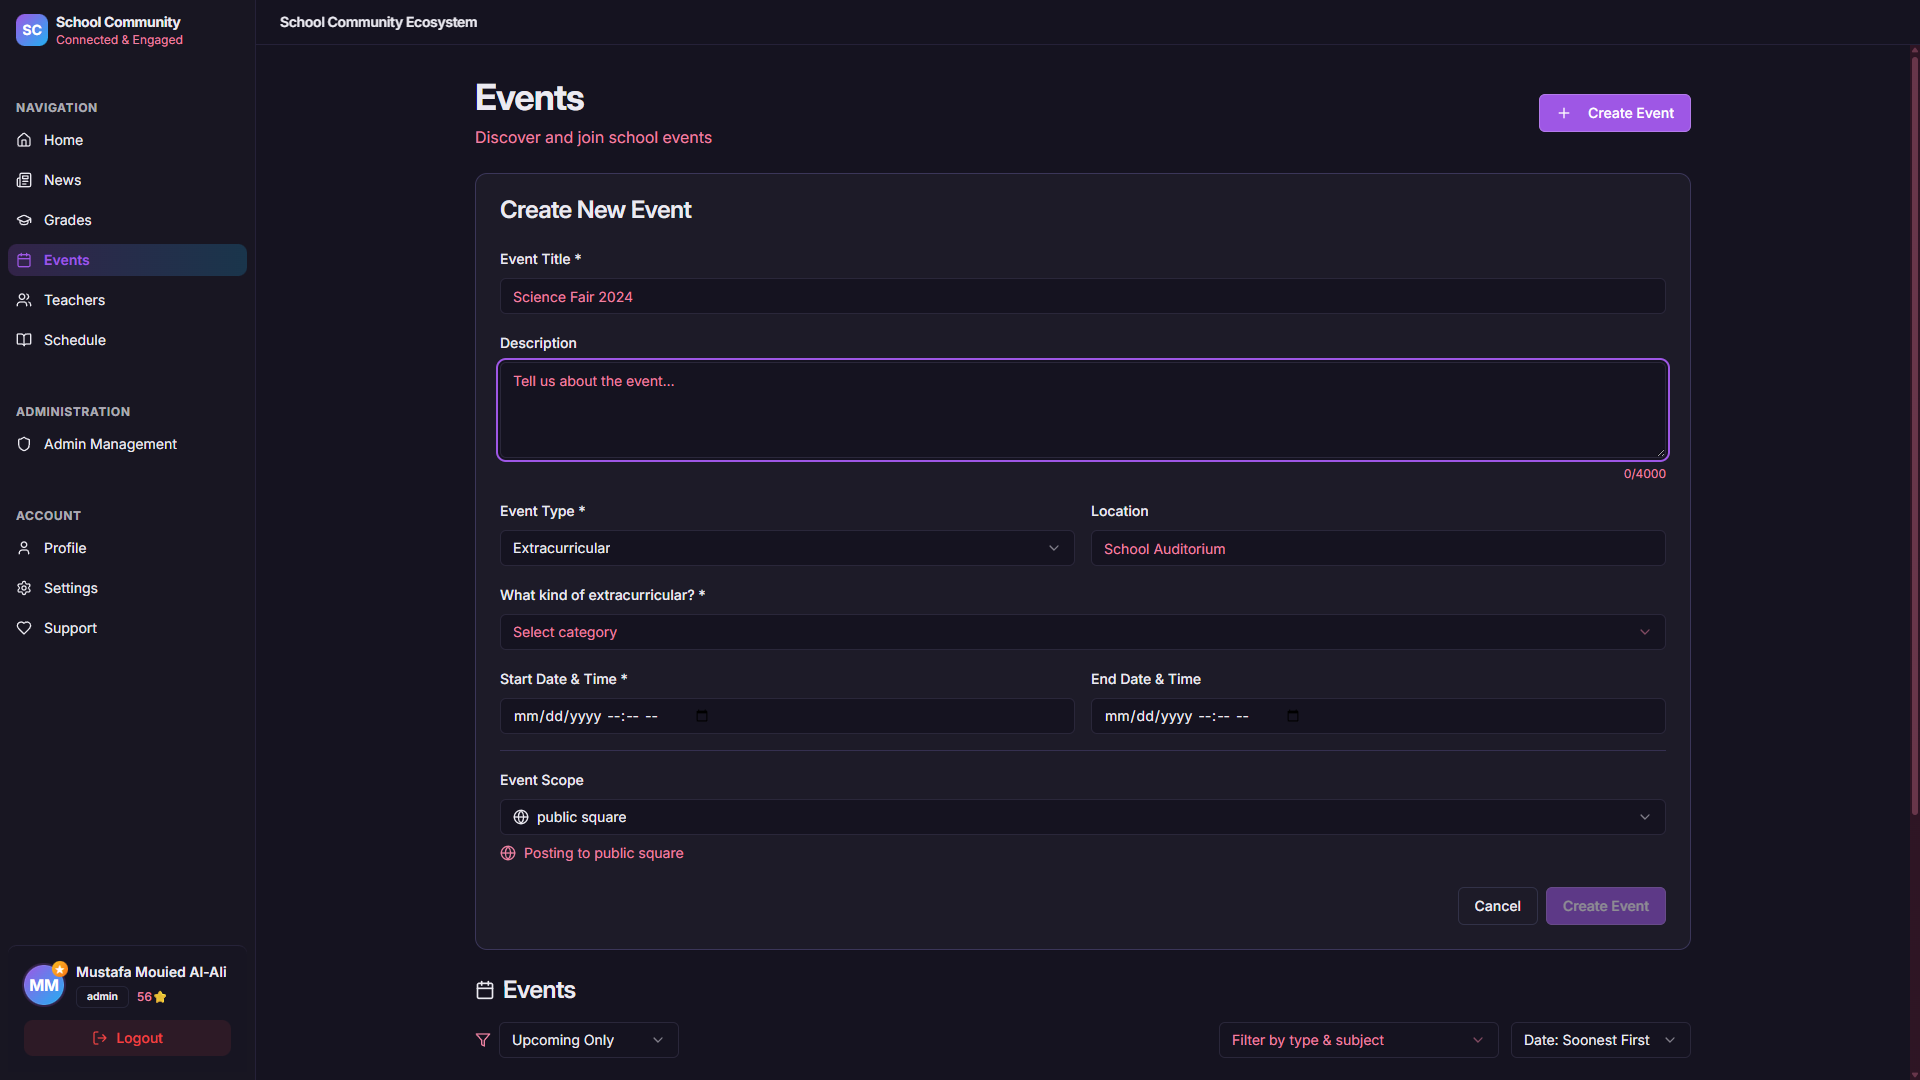 SC
School Community
Connected & Engaged
NAVIGATION
Home
News
Grades
Events
Teachers
Schedule
ADMINISTRATION
Admin Management
ACCOUNT
Profile
Settings
Support
MM
Mustafa Mouied Al-Ali
admin 56
Logout
School Community Ecosystem
Events
Discover and join school events
Create Event
Create New Event
Event Title *
Science Fair 2024
Description
Tell us about the event...
0/4000
Event Type *
Extracurricular
Location
School Auditorium
What kind of extracurricular? *
Select category
Start Date & Time *
mm/dd/yyyy --:-- --
End Date & Time
mm/dd/yyyy --:-- --
Event Scope
public square
Posting to public square
Cancel
Create Event
Events
Upcoming Only
Filter by type & subject
Date: Soonest First